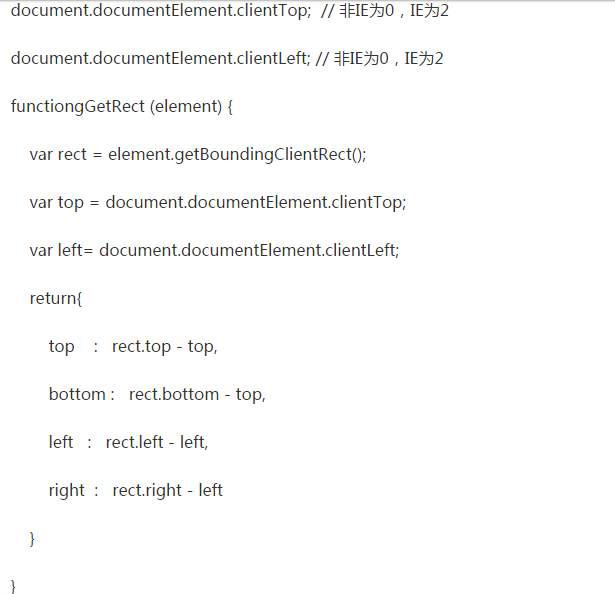 document.documentElement.clientTop;  // 非IE为0，IE为2
document.documentElement.clientLeft; // 非IE为0，IE为2
functiongGetRect (element) {
    var rect = element.getBoundingClientRect();
    var top = document.documentElement.clientTop;
    var left= document.documentElement.clientLeft;
    return{
        top    :   rect.top - top,
        bottom :   rect.bottom - top,
        left   :   rect.left - left,
        right  :   rect.right - left
    }
}